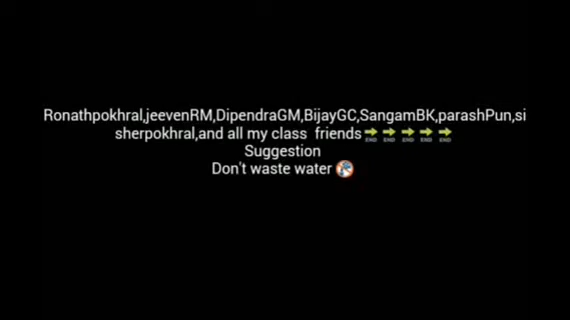 Ronathpokhral,jeevenRM,DipendraGM,BijayGC,SangamBK,parashPun,si
sherpokhral,and all my class friends🔚🔚🔚🔚🔚
Suggestion
Don't waste water🚯